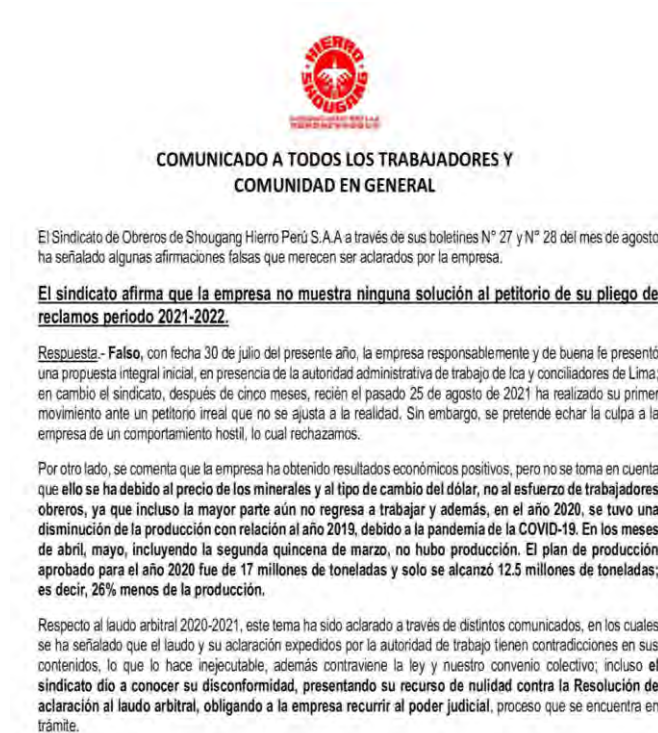 HIERRO
SHOUGANG
COMUNICADO A TODOS LOS TRABAJADORES Y
COMUNIDAD EN GENERAL
El Sindicato de Obreros de Shougang Hierro Perú S.A.A a través de sus boletines N° 27 y N° 28 del mes de agosto
ha señalado algunas afirmaciones falsas que merecen ser aclarados por la empresa.
El sindicato afirma que la empresa no muestra ninguna solución al petitorio de su pliego de
reclamos periodo 2021-2022.
Respuesta.- Falso, con fecha 30 de julio del presente año, la empresa responsablemente y de buena fe presentó
una propuesta integral inicial, en presencia de la autoridad administrativa de trabajo de Ica y conciliadores de Lima;
en cambio el sindicato, después de cinco meses, recién el pasado 25 de agosto de 2021 ha realizado su primer
movimiento ante un petitorio irreal que no se ajusta a la realidad. Sin embargo, se pretende echar la culpa a la
empresa de un comportamiento hostil, lo cual rechazamos.
Por otro lado, se comenta que la empresa ha obtenido resultados económicos positivos, pero no se toma en cuenta
que ello se ha debido al precio de los minerales y al tipo de cambio del dólar, no al esfuerzo de trabajadores
obreros, ya que incluso la mayor parte aún no regresa a trabajar y además, en el año 2020, se tuvo una
disminución de la producción con relación al año 2019, debido a la pandemia de la COVID-19. En los meses
de abril, mayo, incluyendo la segunda quincena de marzo, no hubo producción. El plan de producción
aprobado para el año 2020 fue de 17 millones de toneladas y solo se alcanzó 12.5 millones de toneladas;
es decir, 26% menos de la producción.
Respecto al laudo arbitral 2020-2021, este tema ha sido aclarado a través de distintos comunicados, en los cuales
se ha señalado que el laudo y su aclaración expedidos por la autoridad de trabajo tienen contradicciones en sus
contenidos, lo que lo hace inejecutable, además contraviene la ley y nuestro convenio colectivo; incluso el
sindicato dio a conocer su disconformidad, presentando su recurso de nulidad contra la Resolución de
aclaración al laudo arbitral, obligando a la empresa recurrir al poder judicial, proceso que se encuentra en
trámite.